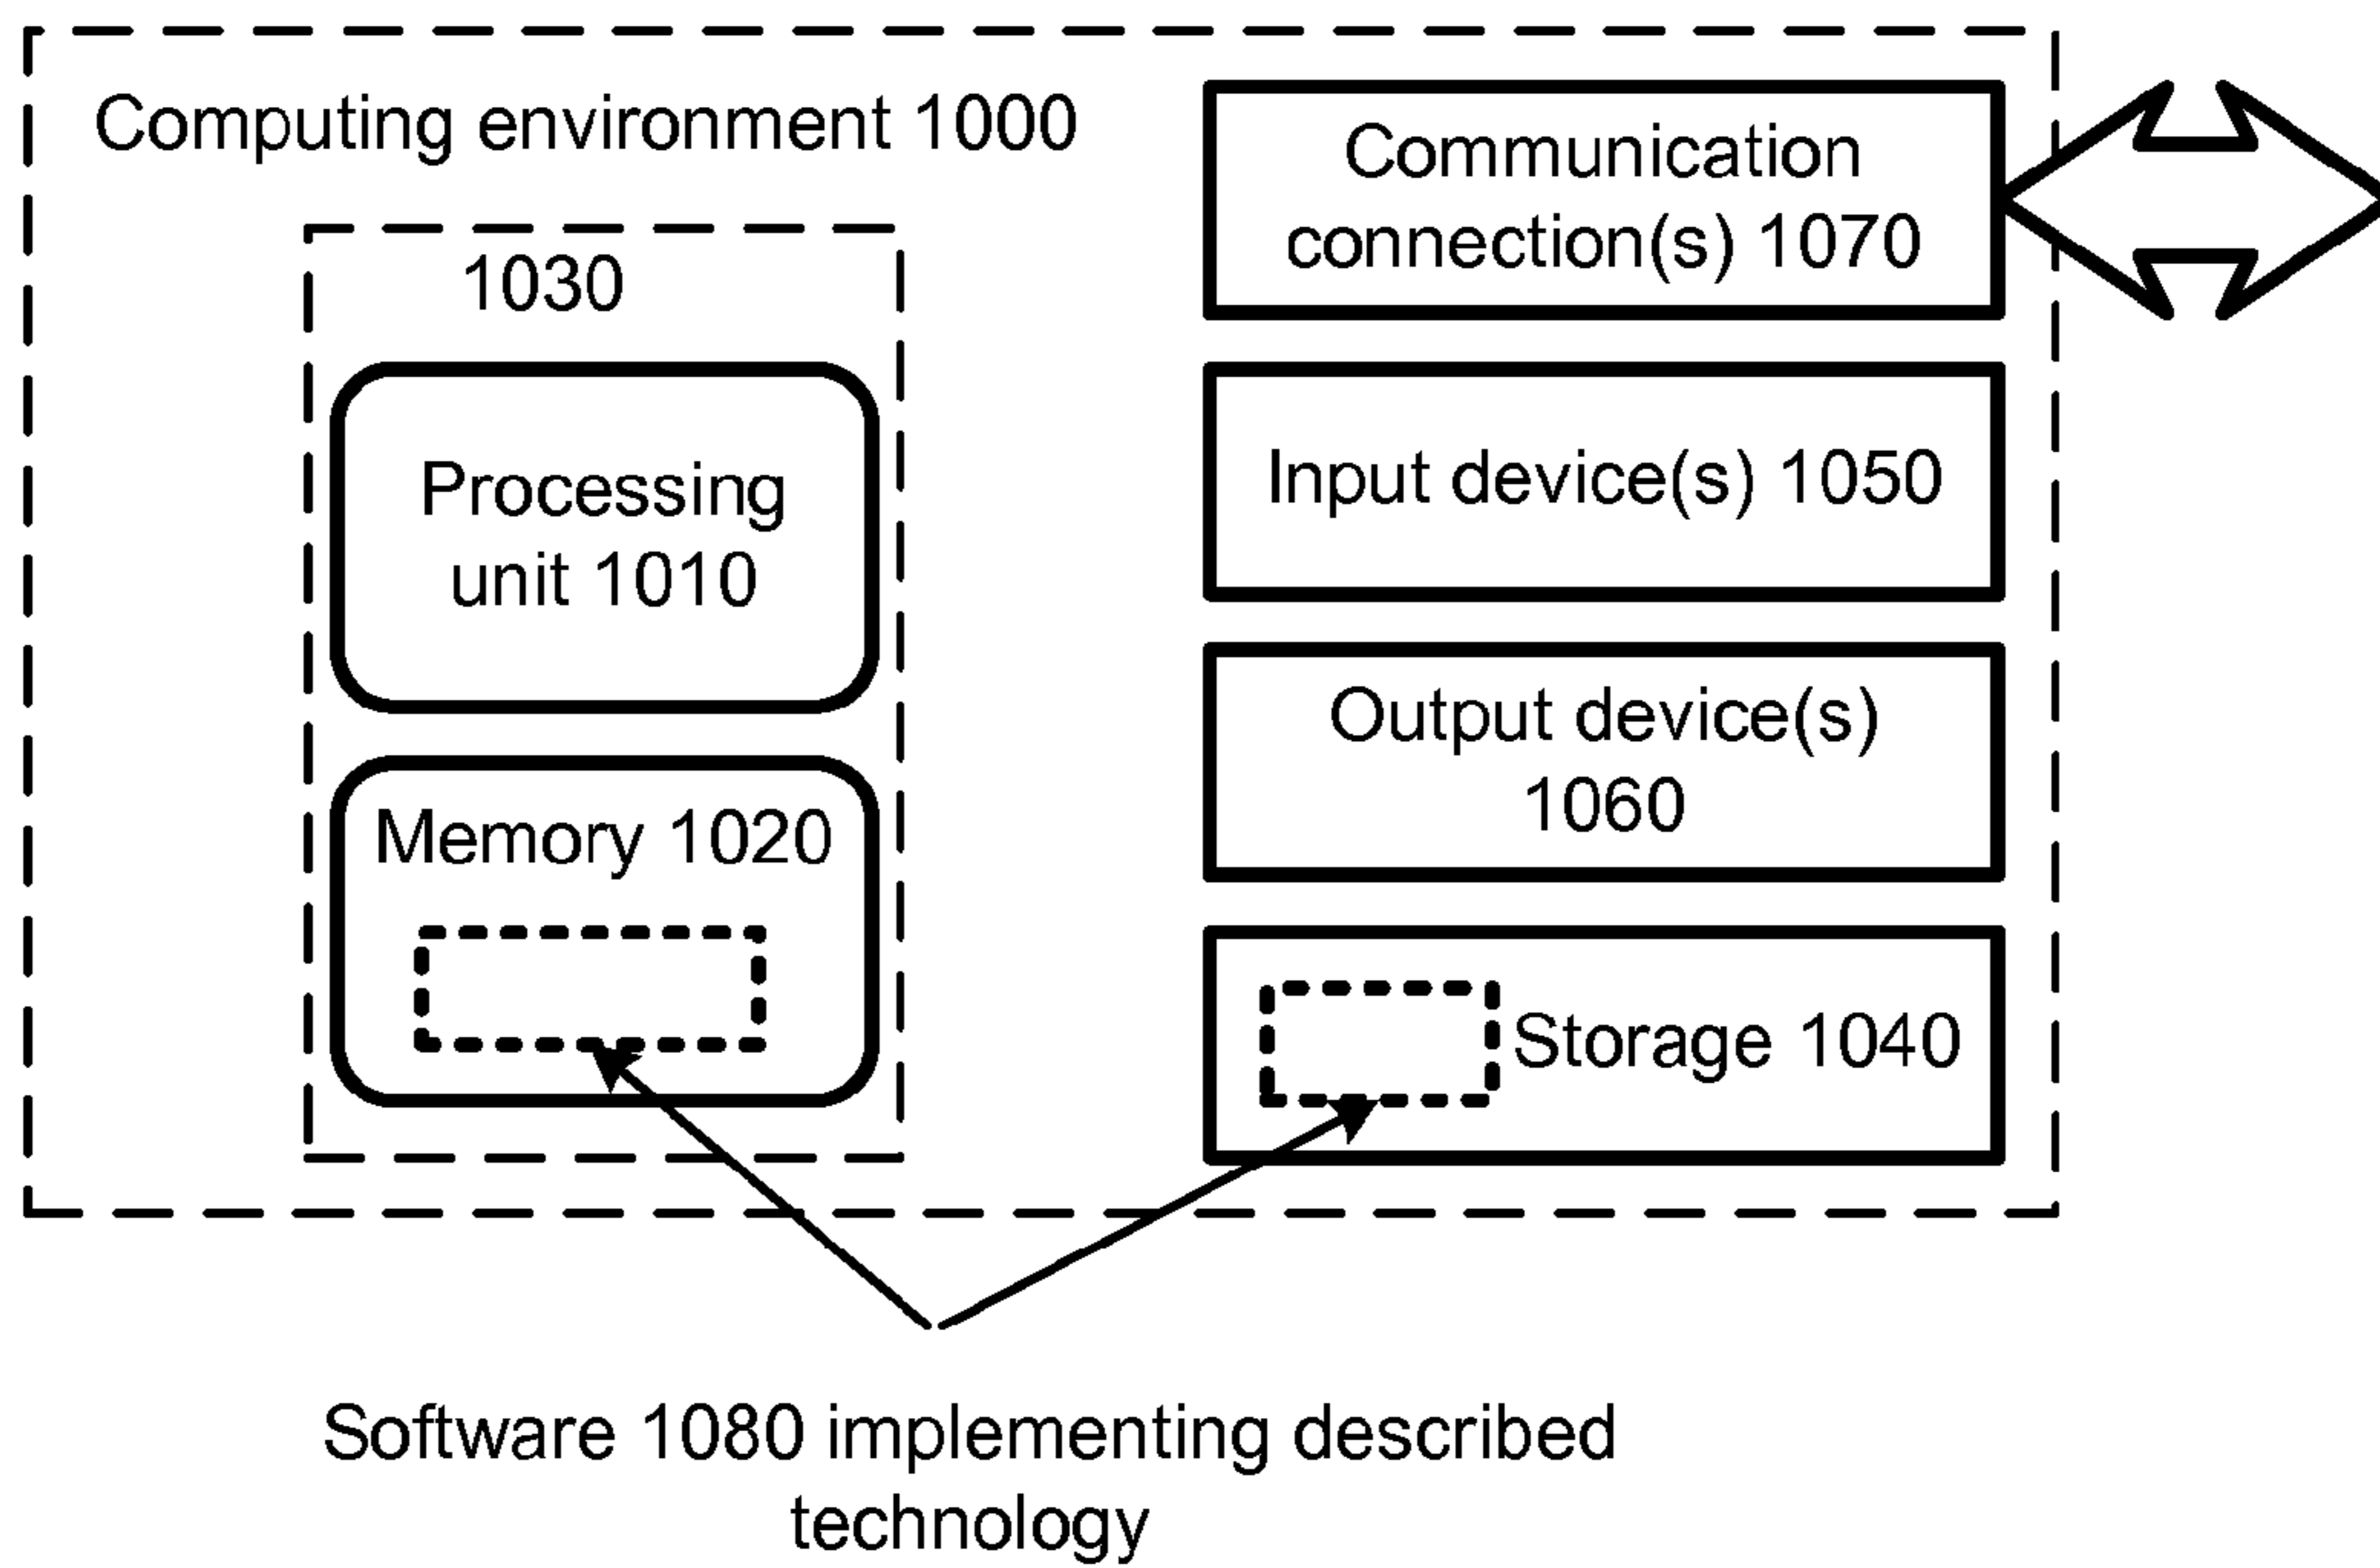 Computing environment 1000
1030
Processing
unit 1010
Memory 1020
Communication
connection(s) 1070
Input device(s) 1050
Output device(s)
1060
Storage 1040
Software 1080 implementing described
technology